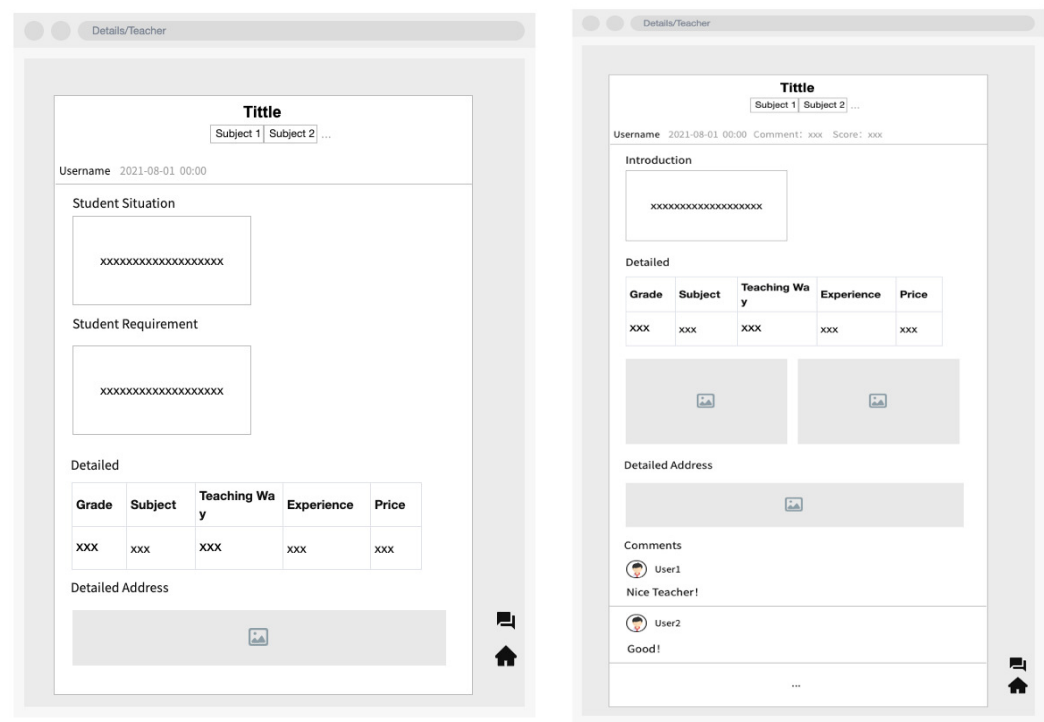 Details/Teacher
Tittle
Subject 1 Subject 2 ...
Username 2021-08-01 00:00
Student Situation
xxxxxxxxxxxxxxxxxxx
Student Requirement
xxxxxxxxxxxxxxxxxxx
Detailed
Grade Subject Teaching Wa
y Experience Price
xxx xxx xxx xxx xxx
Detailed Address
Details/Teacher
Tittle
Subject 1 Subject 2 ...
Username 2021-08-01 00:00 Comment: xxx Score: xxx
Introduction
xxxxxxxxxxxxxxxxxxx
Detailed
Grade Subject Teaching Wa
y Experience Price
xxx xxx xxx xxx xxx
Detailed Address
Comments
User1
Nice Teacher!
User2
Good!
...